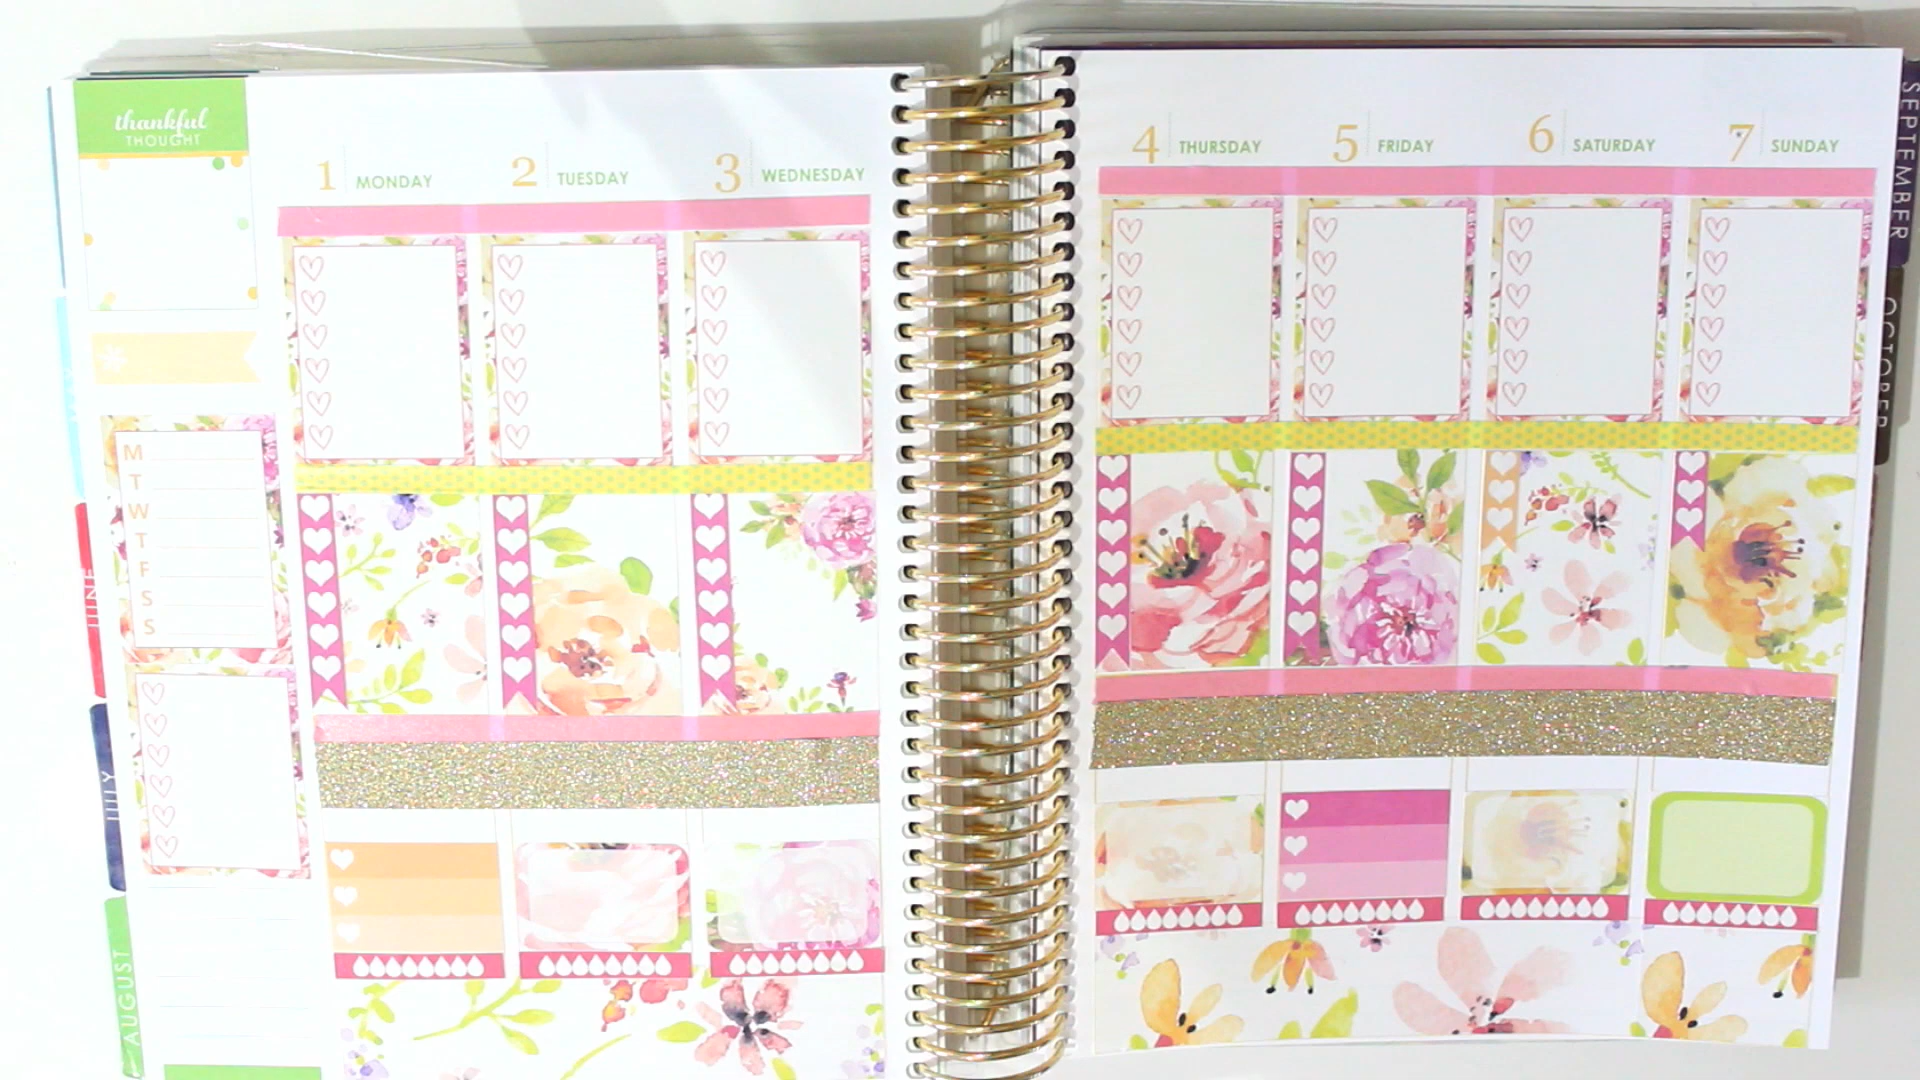 thankful
THOUGHT
1 MONDAY
2 TUESDAY
3 WEDNESDAY
4 THURSDAY
5 FRIDAY
6 SATURDAY
7 SUNDAY
M
T
W
T
F
S
S
JUNE
JULY
AUGUST
SEPTEMBER
OCTOBER